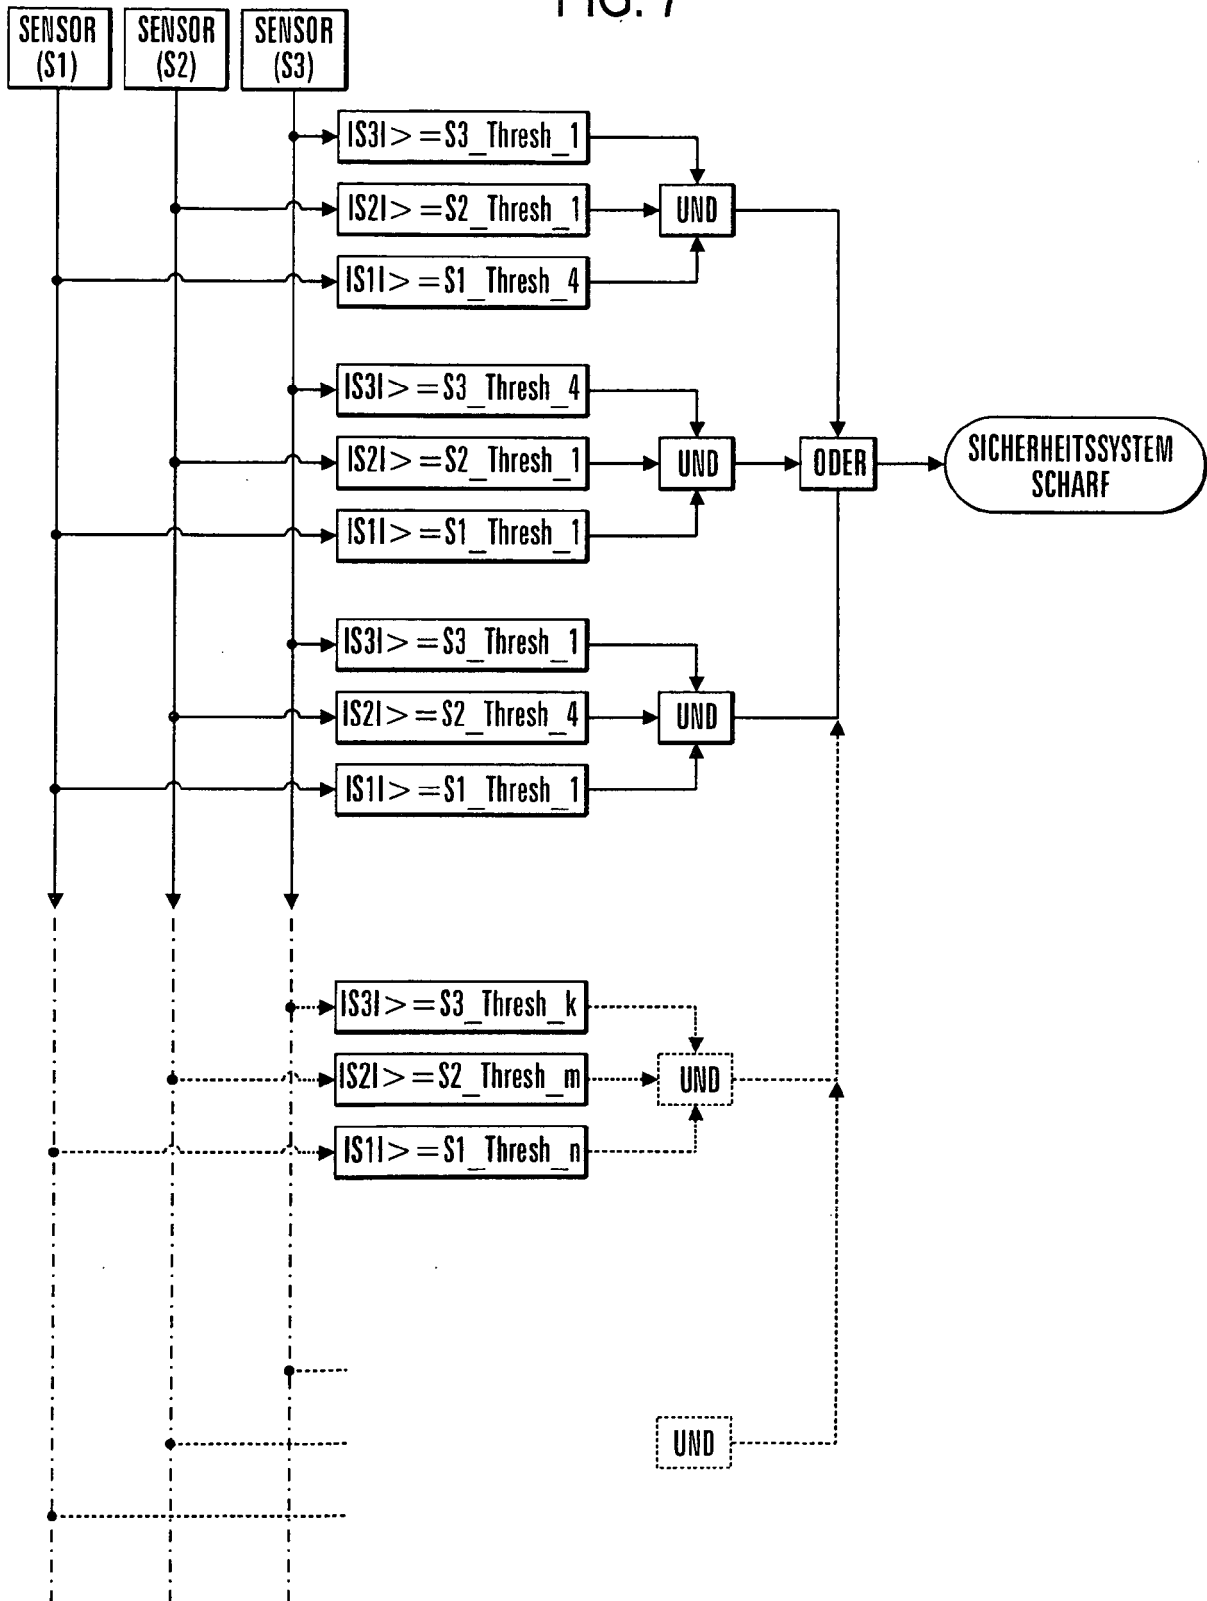 FIG. 7
SENSOR
(S1)
SENSOR
(S2)
SENSOR
(S3)
|S3|>=S3_Thresh_1
|S2|>=S2_Thresh_1
UND
|S1|>=S1_Thresh_4
|S3|>=S3_Thresh_4
|S2|>=S2_Thresh_1
UND
ODER
SICHERHEITSSYSTEM
SCHARF
|S1|>=S1_Thresh_1
|S3|>=S3_Thresh_1
|S2|>=S2_Thresh_4
UND
|S1|>=S1_Thresh_1
|S3|>=S3_Thresh_k
|S2|>=S2_Thresh_m
UND
|S1|>=S1_Thresh_n
UND